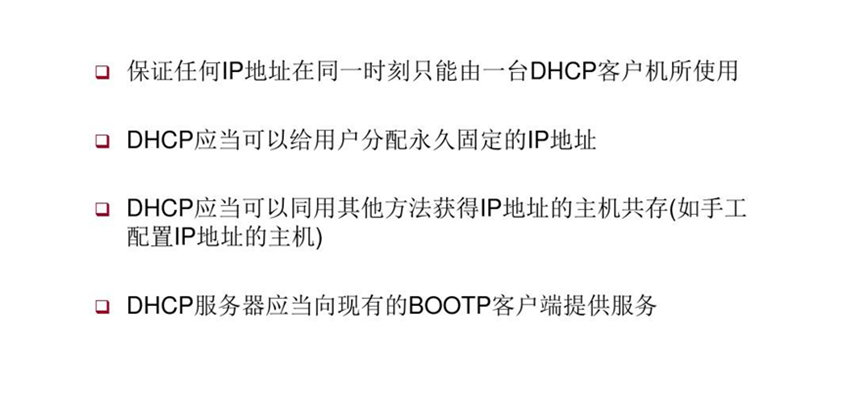 保证任何IP地址在同一时刻只能由一台DHCP客户机所使用
DHCP应当可以给用户分配永久固定的IP地址
DHCP应当可以同用其他方法获得IP地址的主机共存(如手工
配置IP地址的主机)
DHCP服务器应当向现有的BOOTP客户端提供服务